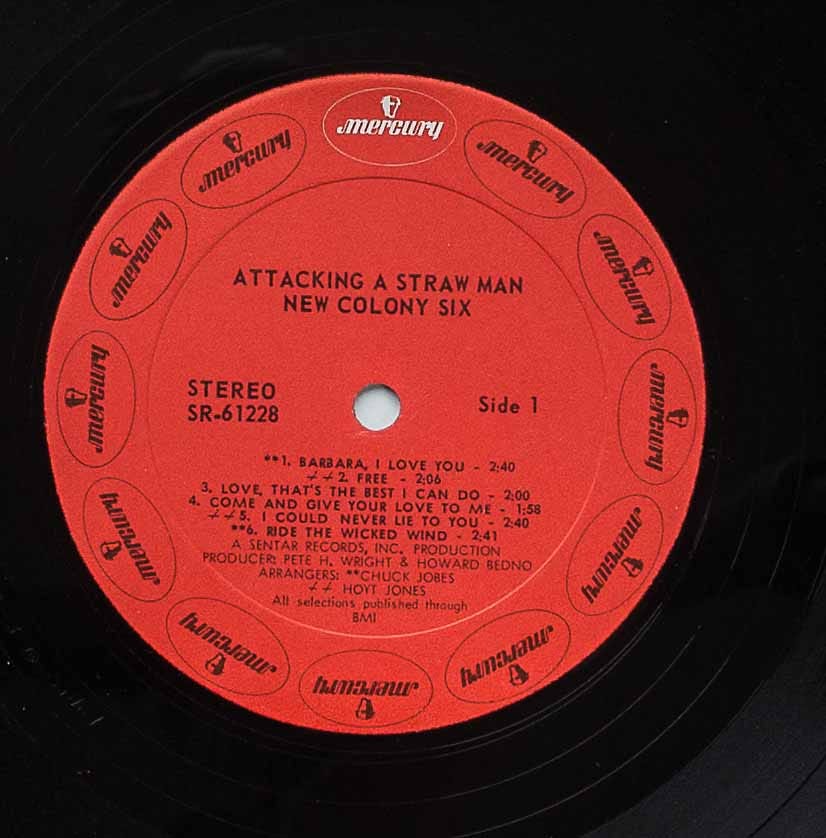 mercury
mercury
mercury
mercury
mercury
mercury
mercury
mercury
mercury
mercury
mercury
mercury
ATTACKING A STRAW MAN
NEW COLONY SIX
STEREO
SR-61228
Side 1
**1. BARBARA, I LOVE YOU - 2:40
++2. FREE - 2:06
3. LOVE, THAT'S THE BEST I CAN DO - 2:00
4. COME AND GIVE YOUR LOVE TO ME - 1:58
++5. I COULD NEVER LIE TO YOU - 2:40
**6. RIDE THE WICKED WIND - 2:41
A SENTAR RECORDS, INC. PRODUCTION
PRODUCER: PETE H. WRIGHT & HOWARD BEDNO
ARRANGERS: **CHUCK JOBES
++ HOYT JONES
All selections published through
BMI